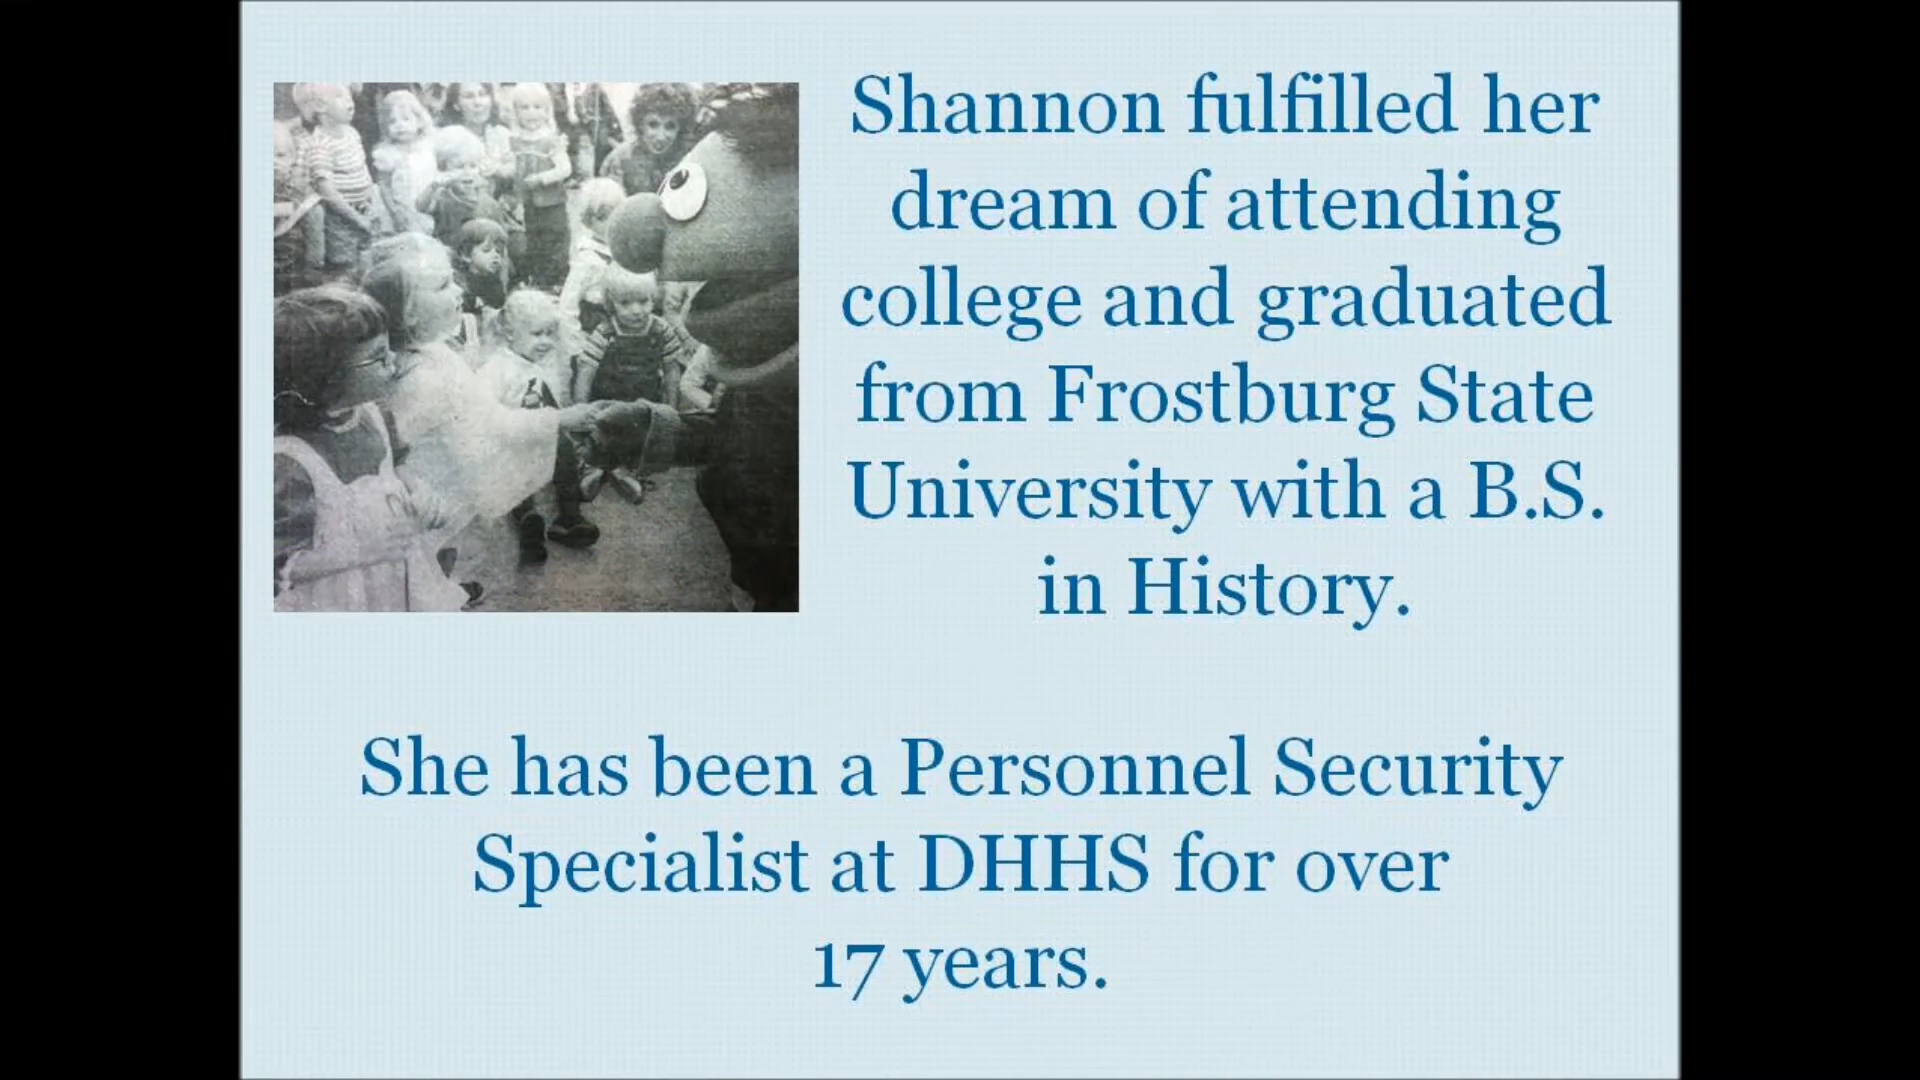 Shannon fulfilled her
dream of attending
college and graduated
from Frostburg State
University with a B.S.
in History.
She has been a Personnel Security
Specialist at DHHS for over
17 years.